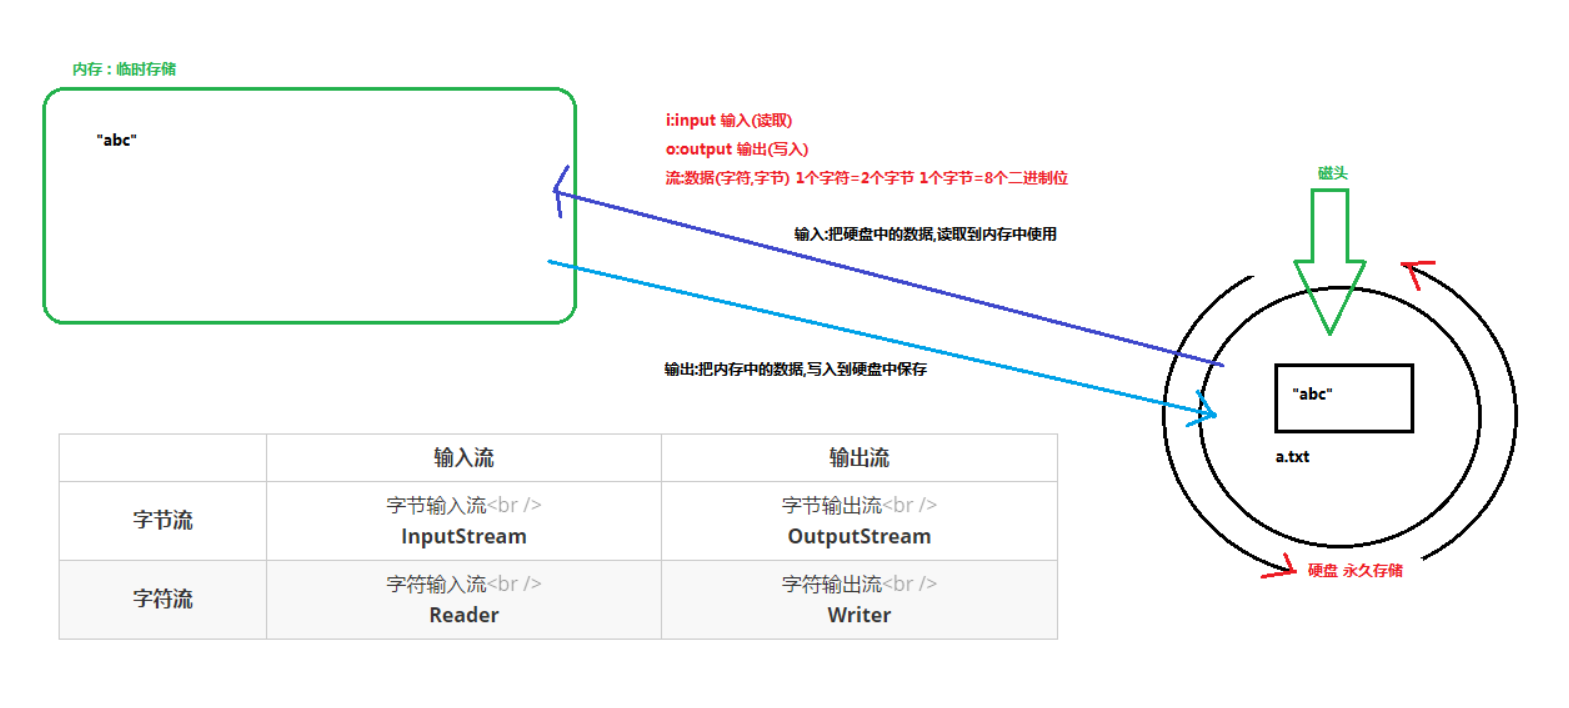 内存：临时存储
"abc"
i:input 输入(读取)
o:output 输出(写入)
流:数据(字符,字节) 1个字符=2个字节 1个字节=8个二进制位
磁头
输入:把硬盘中的数据,读取到内存中使用
输出:把内存中的数据,写入到硬盘中保存
"abc"
a.txt
硬盘 永久存储
输入流 输出流
字节流
字节输入流<br />
InputStream
字节输出流<br />
OutputStream
字符流
字符输入流<br />
Reader
字符输出流<br />
Writer